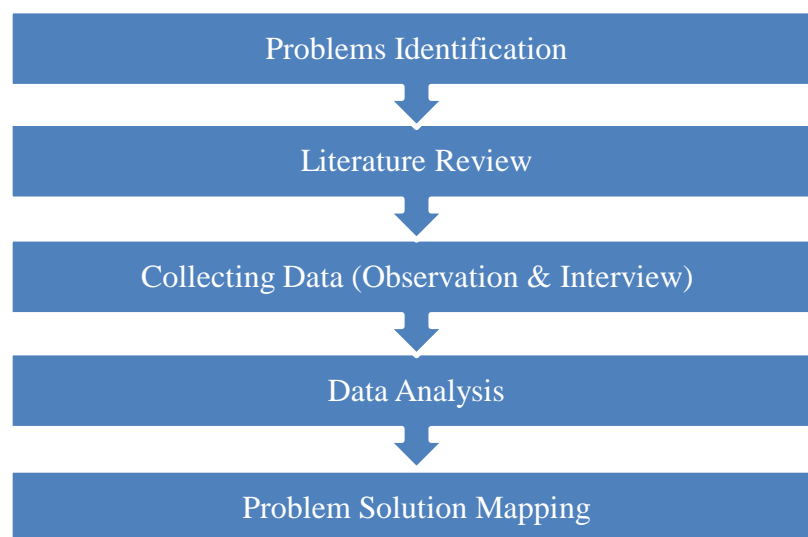 Problems Identification
Literature Review
Collecting Data (Observation & Interview)
Data Analysis
Problem Solution Mapping